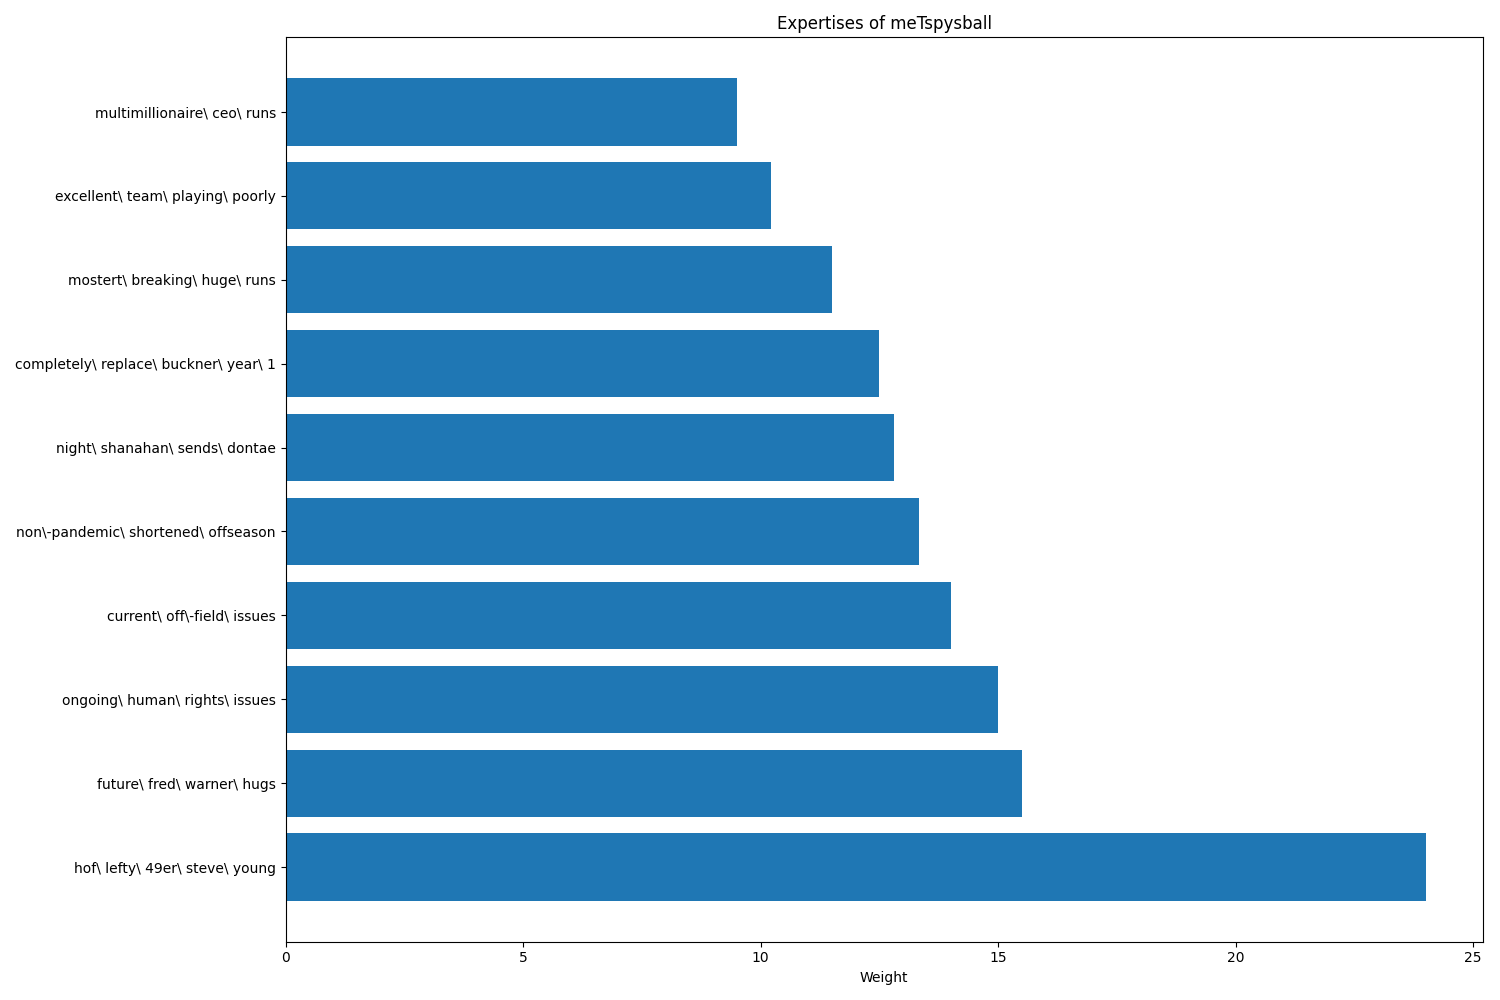 Expertises of meTspysball
multimillionaire\ ceo\ runs
excellent\ team\ playing\ poorly
mostert\ breaking\ huge\ runs
completely\ replace\ buckner\ year\ 1
night\ shanahan\ sends\ dontae
non\-pandemic\ shortened\ offseason
current\ off\-field\ issues
ongoing\ human\ rights\ issues
future\ fred\ warner\ hugs
hof\ lefty\ 49er\ steve\ young
0 5 10 15 20 25
Weight